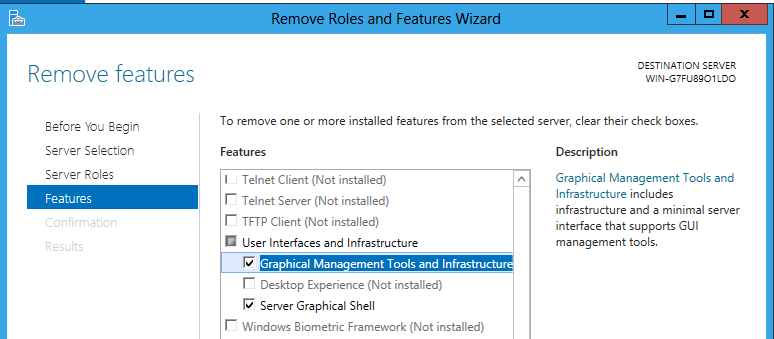 Remove Roles and Features Wizard
Remove features
DESTINATION SERVER
WIN-G7FU89O1LDO
Before You Begin
Server Selection
Server Roles
Features
Confirmation
Results
To remove one or more installed features from the selected server, clear their check boxes.
Features
Telnet Client (Not installed)
Telnet Server (Not installed)
TFTP Client (Not installed)
User Interfaces and Infrastructure
Graphical Management Tools and Infrastructure
Desktop Experience (Not installed)
Server Graphical Shell
Windows Biometric Framework (Not installed)
Description
Graphical Management Tools and
Infrastructure includes
infrastructure and a minimal server
interface that supports GUI
management tools.